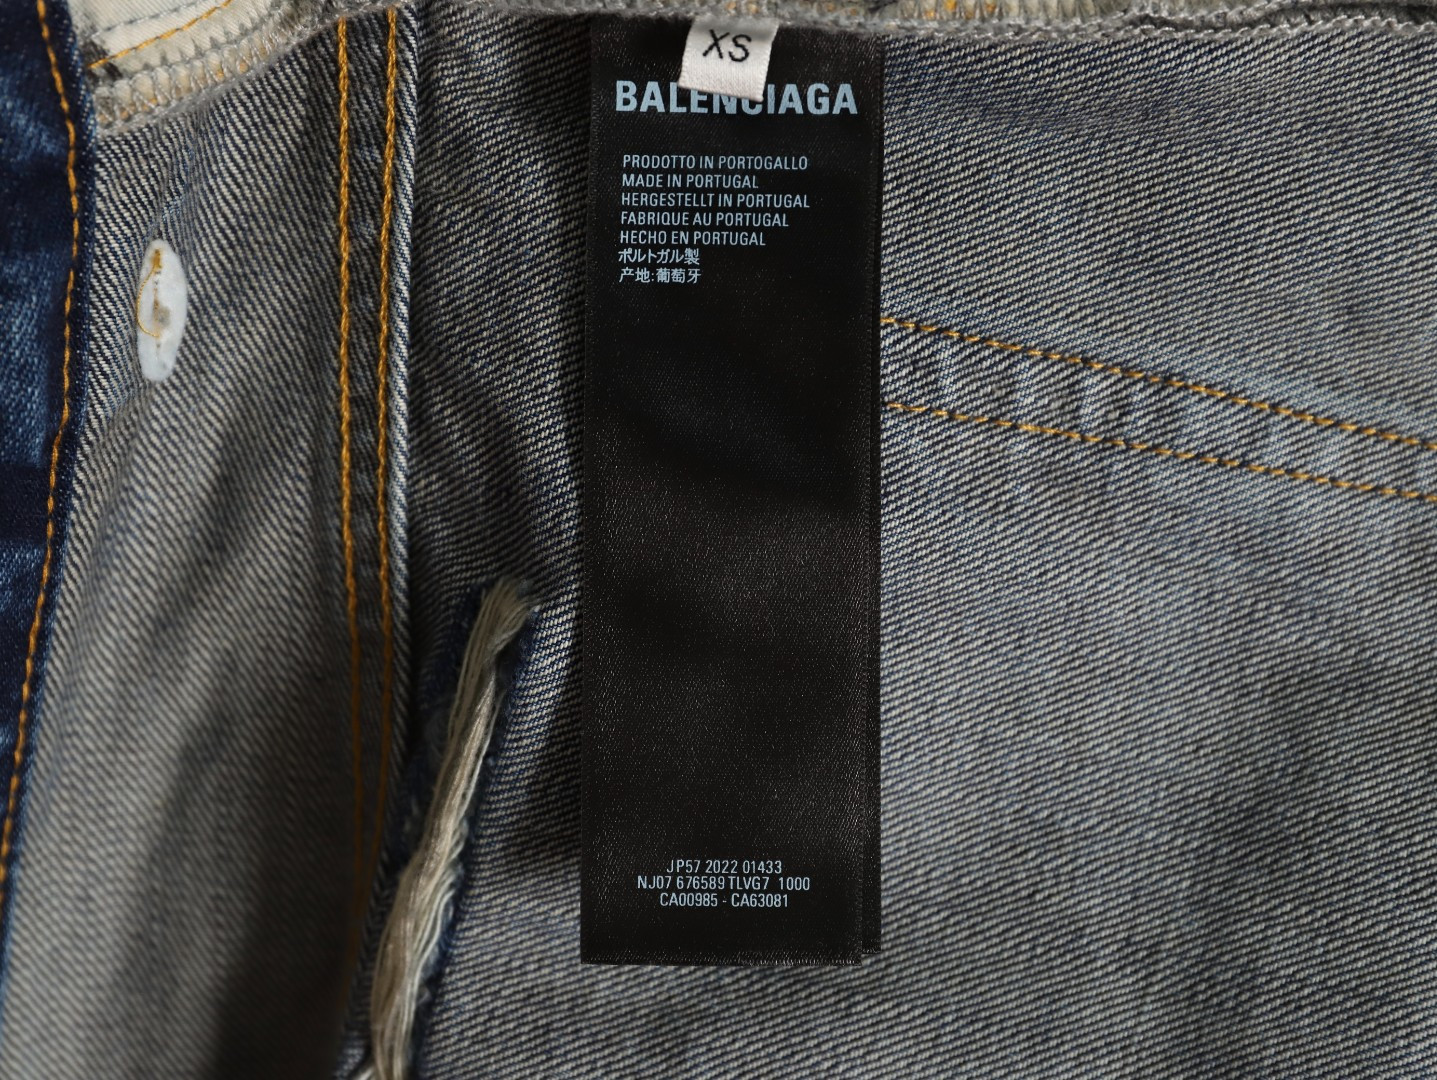 XS
BALENCIAGA
PRODOTTO IN PORTOGALLO
MADE IN PORTUGAL
HERGESTELLT IN PORTUGAL
FABRIQUE AU PORTUGAL
HECHO EN PORTUGAL
ポルトガル製
产地:葡萄牙
JP57 2022 01433
NJ07 676589 TLVG7 1000
CA00985 - CA63081